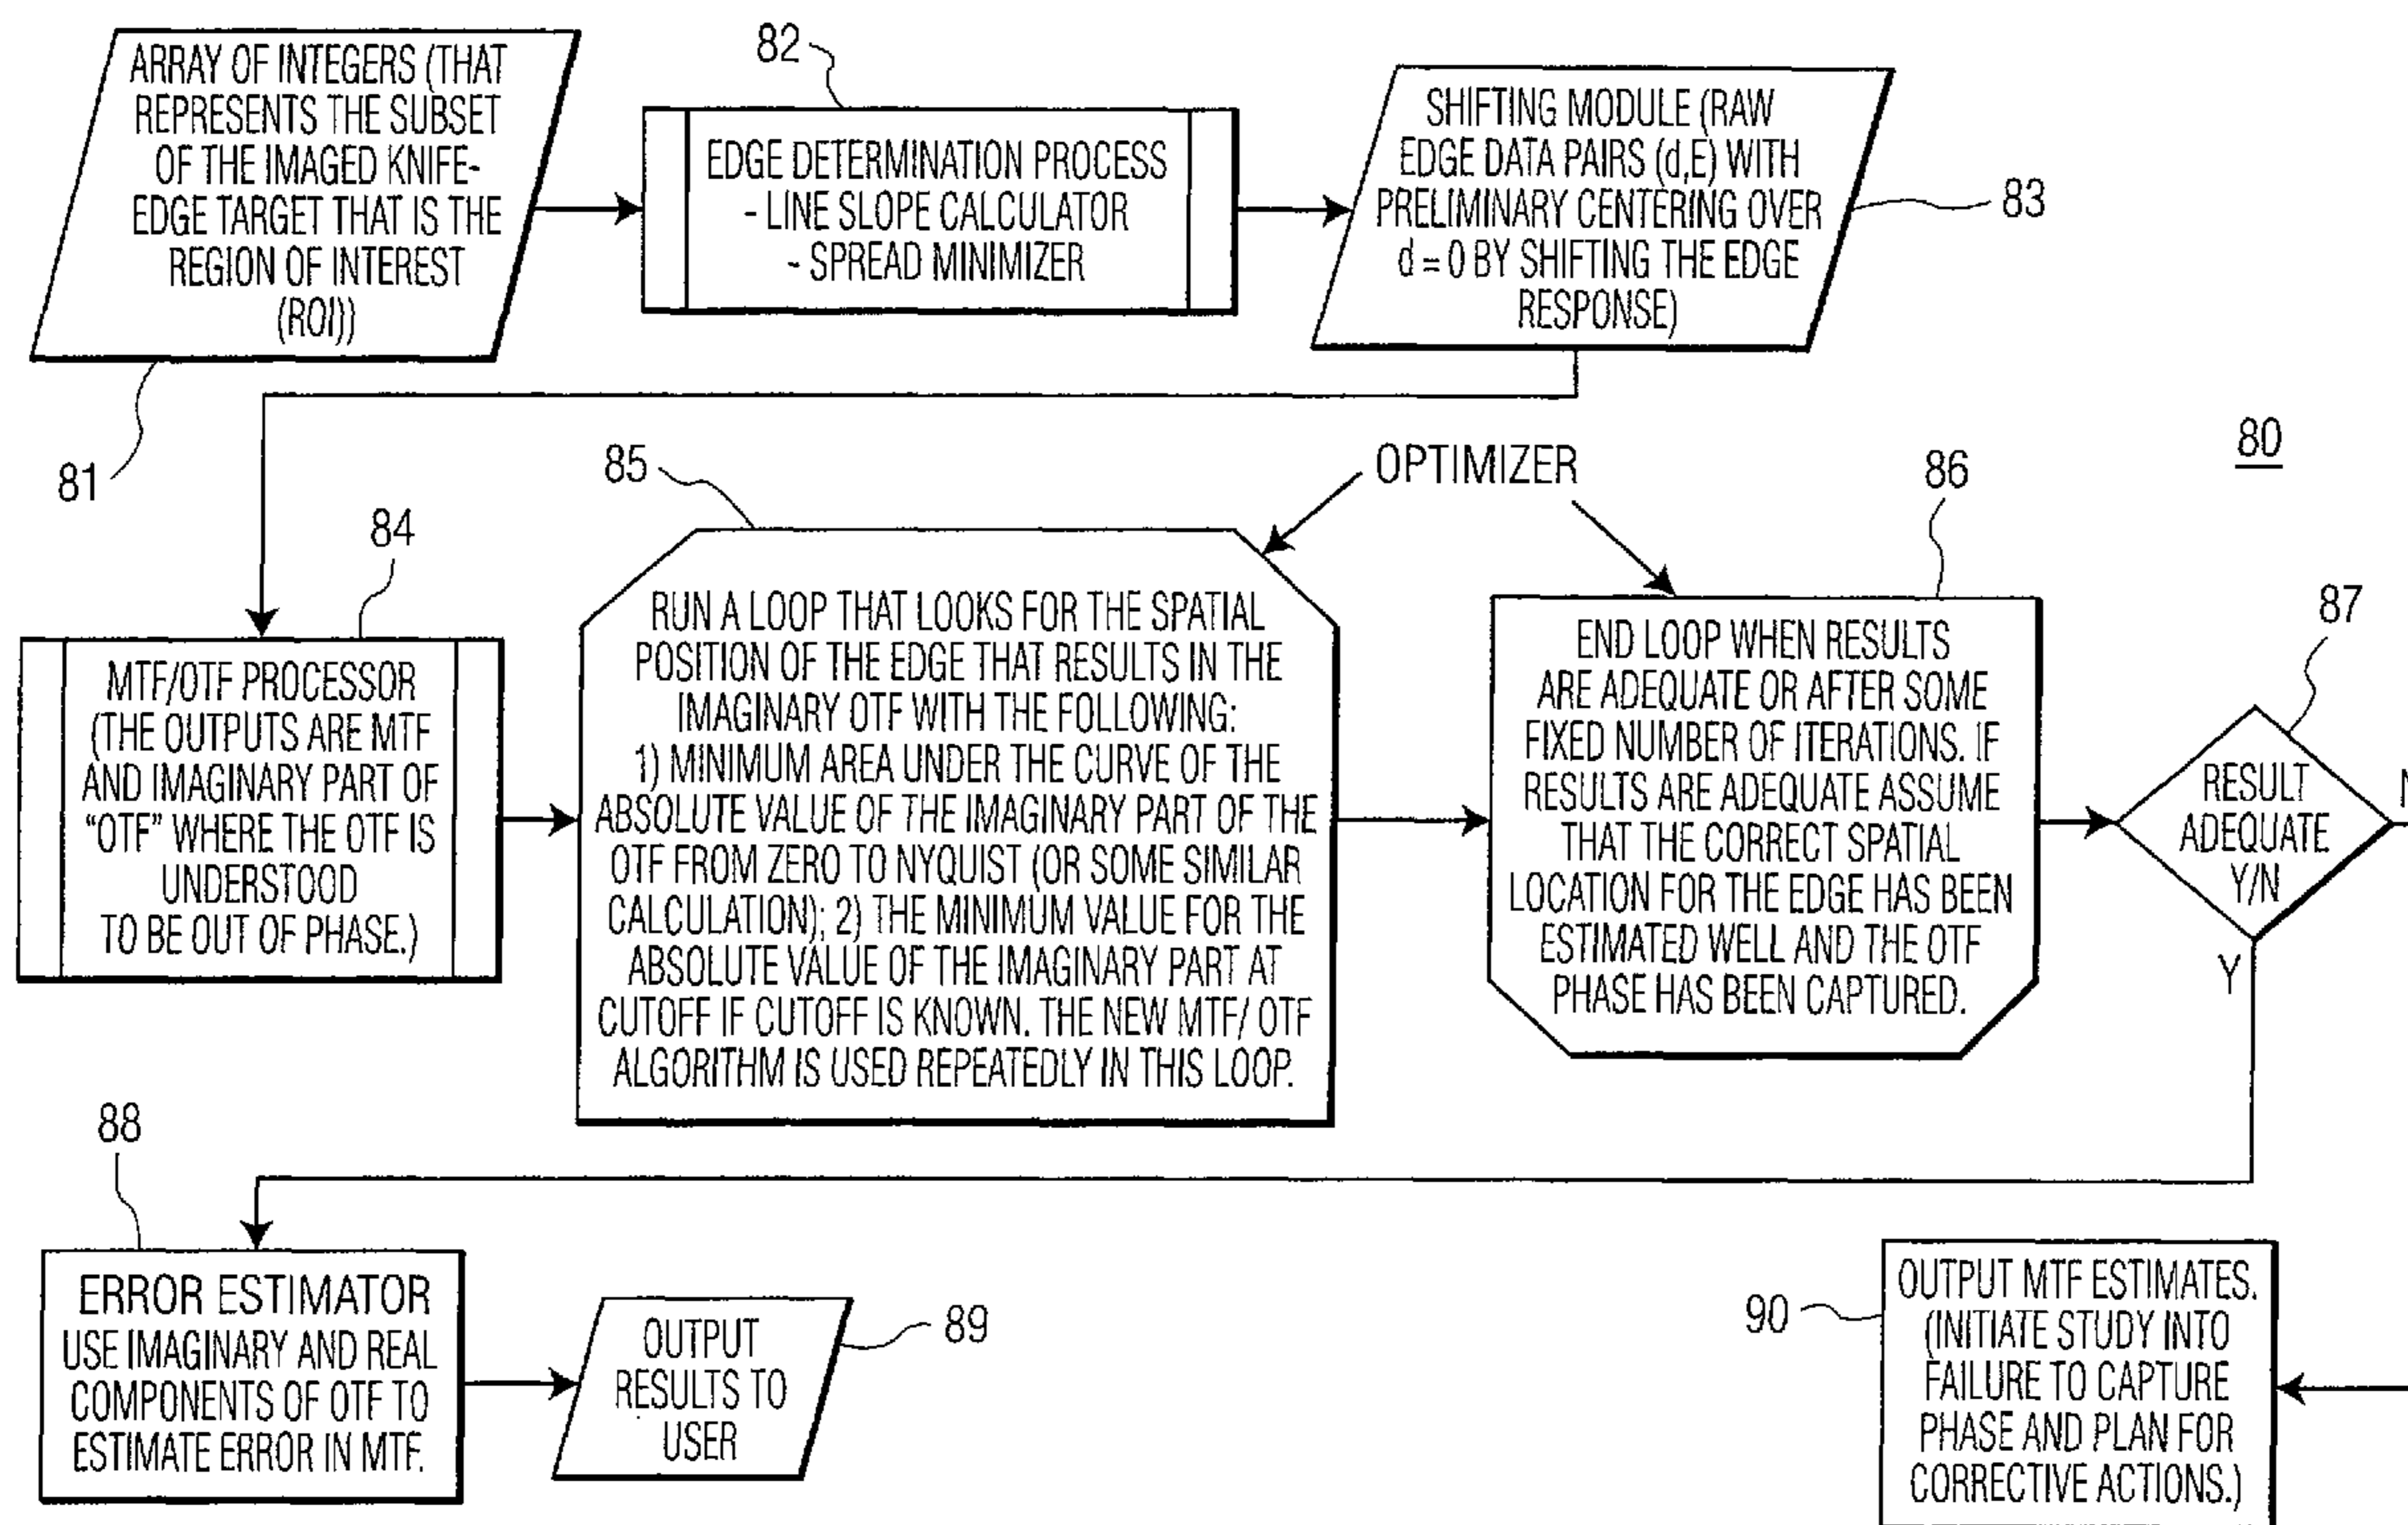 ARRAY OF INTEGERS (THAT
REPRESENTS THE SUBSET
OF THE IMAGED KNIFE-
EDGE TARGET THAT IS THE
REGION OF INTEREST
(ROI))
81
82
EDGE DETERMINATION PROCESS
- LINE SLOPE CALCULATOR
- SPREAD MINIMIZER
SHIFTING MODULE (RAW
EDGE DATA PAIRS (d,E) WITH
PRELIMINARY CENTERING OVER
d = 0 BY SHIFTING THE EDGE
RESPONSE)
83
80
84
MTF/OTF PROCESSOR
(THE OUTPUTS ARE MTF
AND IMAGINARY PART OF
“OTF” WHERE THE OTF IS
UNDERSTOOD
TO BE OUT OF PHASE.)
85
OPTIMIZER
RUN A LOOP THAT LOOKS FOR THE SPATIAL
POSITION OF THE EDGE THAT RESULTS IN THE
IMAGINARY OTF WITH THE FOLLOWING:
1) MINIMUM AREA UNDER THE CURVE OF THE
ABSOLUTE VALUE OF THE IMAGINARY PART OF THE
OTF FROM ZERO TO NYQUIST (OR SOME SIMILAR
CALCULATION); 2) THE MINIMUM VALUE FOR THE
ABSOLUTE VALUE OF THE IMAGINARY PART AT
CUTOFF IF CUTOFF IS KNOWN. THE NEW MTF/ OTF
ALGORITHM IS USED REPEATEDLY IN THIS LOOP.
86
END LOOP WHEN RESULTS
ARE ADEQUATE OR AFTER SOME
FIXED NUMBER OF ITERATIONS. IF
RESULTS ARE ADEQUATE ASSUME
THAT THE CORRECT SPATIAL
LOCATION FOR THE EDGE HAS BEEN
ESTIMATED WELL AND THE OTF
PHASE HAS BEEN CAPTURED.
87
RESULT
ADEQUATE
Y/N
Y
88
ERROR ESTIMATOR
USE IMAGINARY AND REAL
COMPONENTS OF OTF TO
ESTIMATE ERROR IN MTF.
OUTPUT
RESULTS TO
USER
89
90
OUTPUT MTF ESTIMATES.
(INITIATE STUDY INTO
FAILURE TO CAPTURE
PHASE AND PLAN FOR
CORRECTIVE ACTIONS.)